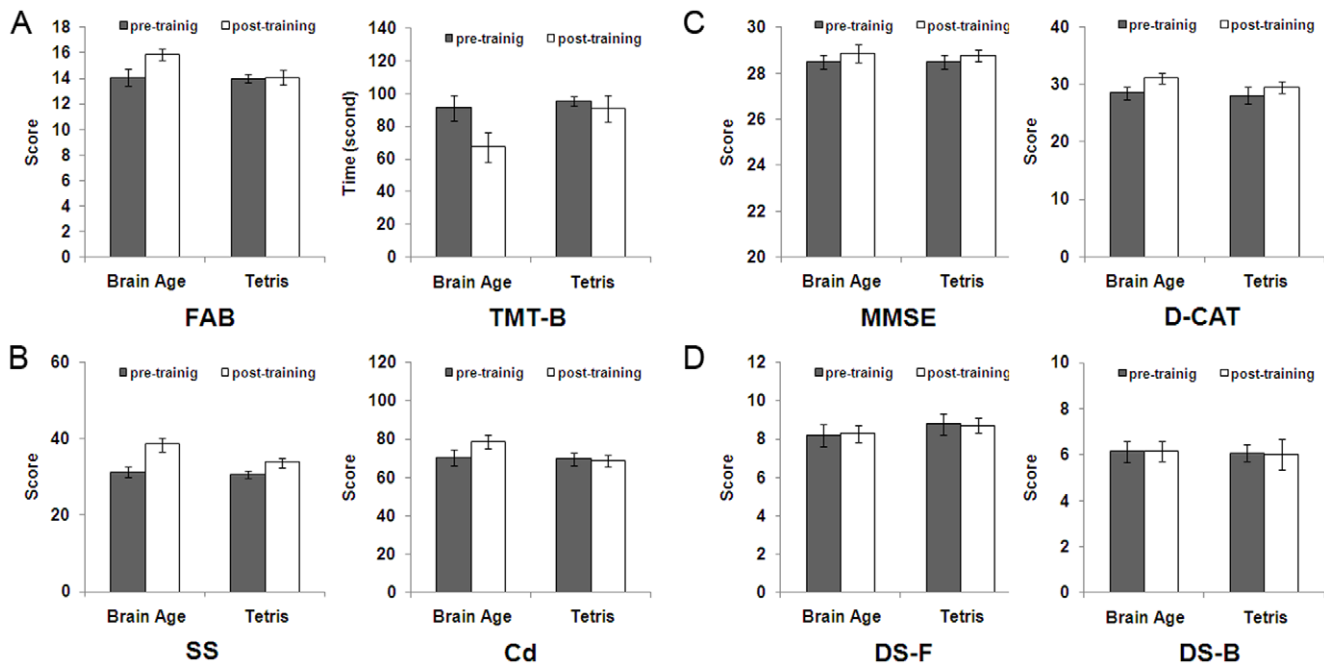 A
18
16
14
12
10
8
6
4
2
0
Score
pre-trainig post-training
Brain Age Tetris
FAB
140
120
100
80
60
40
20
0
Time (scond)
pre-trainig post-training
Brain Age Tetris
TMT-B
C
30
28
26
24
22
20
Score
pre-trainig post-training
Brain Age Tetris
MMSE
40
30
20
10
0
Score
pre-trainig post-training
Brain Age Tetris
D-CAT
B
60
40
20
0
Score
pre-trainig post-training
Brain Age Tetris
SS
120
100
80
60
40
20
0
Score
pre-trainig post-training
Brain Age Tetris
Cd
D
12
10
8
6
4
2
0
Score
pre-trainig post-training
Brain Age Tetris
DS-F
10
8
6
4
2
0
Score
pre-trainig post-training
Brain Age Tetris
DS-B